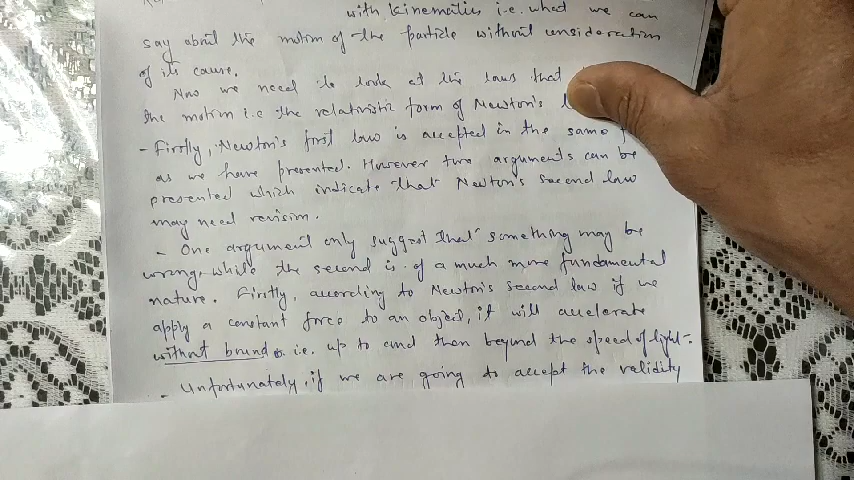 with kinematics i.e. what we can
say about the motion of the particle without consideration
of its cause.
Now we need to look at the laws that
the motion i.e the relativistic form of Newton's
- Firstly, Newton's first law is accepted in the same
as we have presented. However two arguments can be
presented which indicate that Newton's second law
may need revision.
- One argument only suggest that something may be
wrong, while the second is of a much more fundamental
nature. Firstly, according to Newton's second law if we
apply a constant force to an object, it will accelerate
without bound i.e. up to and then beyond the speed of light.
- Unfortunately, if we are going to accept the validity